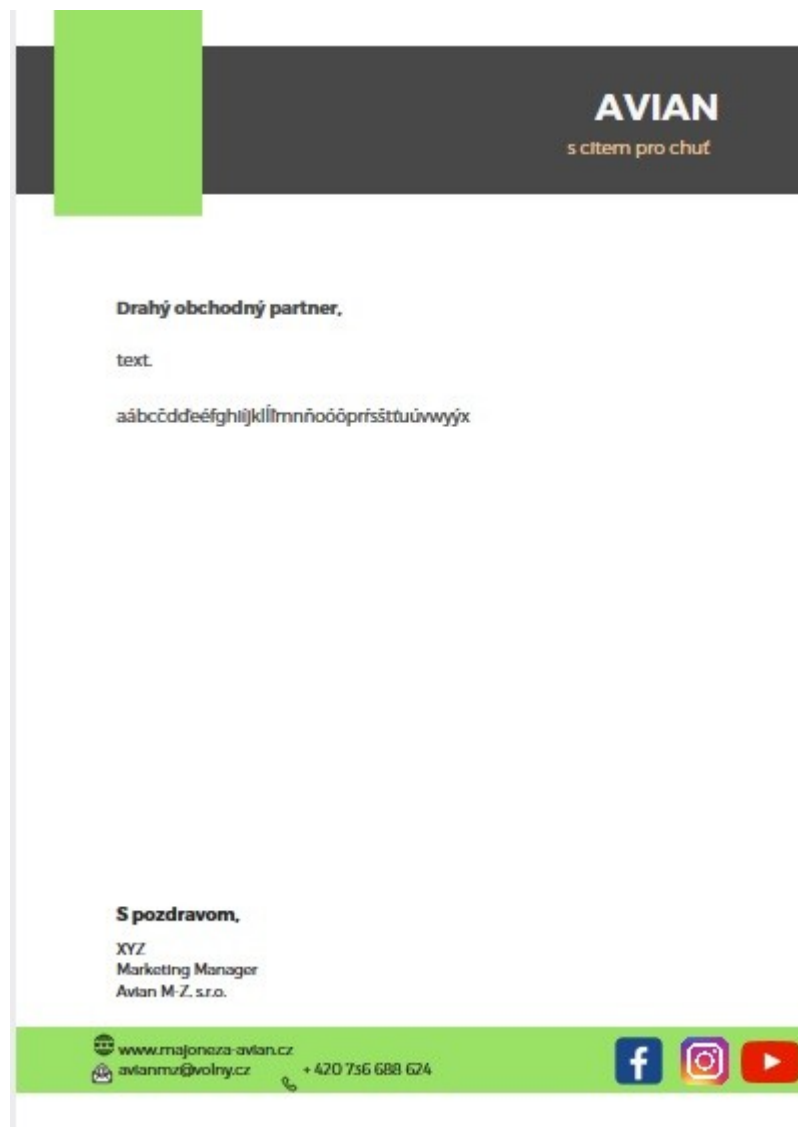 AVIAN
s citem pro chuť
Drahý obchodný partner,
text.
aábcčdďeéfghiíjklĺľmnňoóôpŕsštťuúvwyýx
S pozdravom,
XYZ
Marketing Manager
Avian M-Z. s.r.o.
www.majoneza-avian.cz
avianmz@volny.cz
+ 420 736 688 624